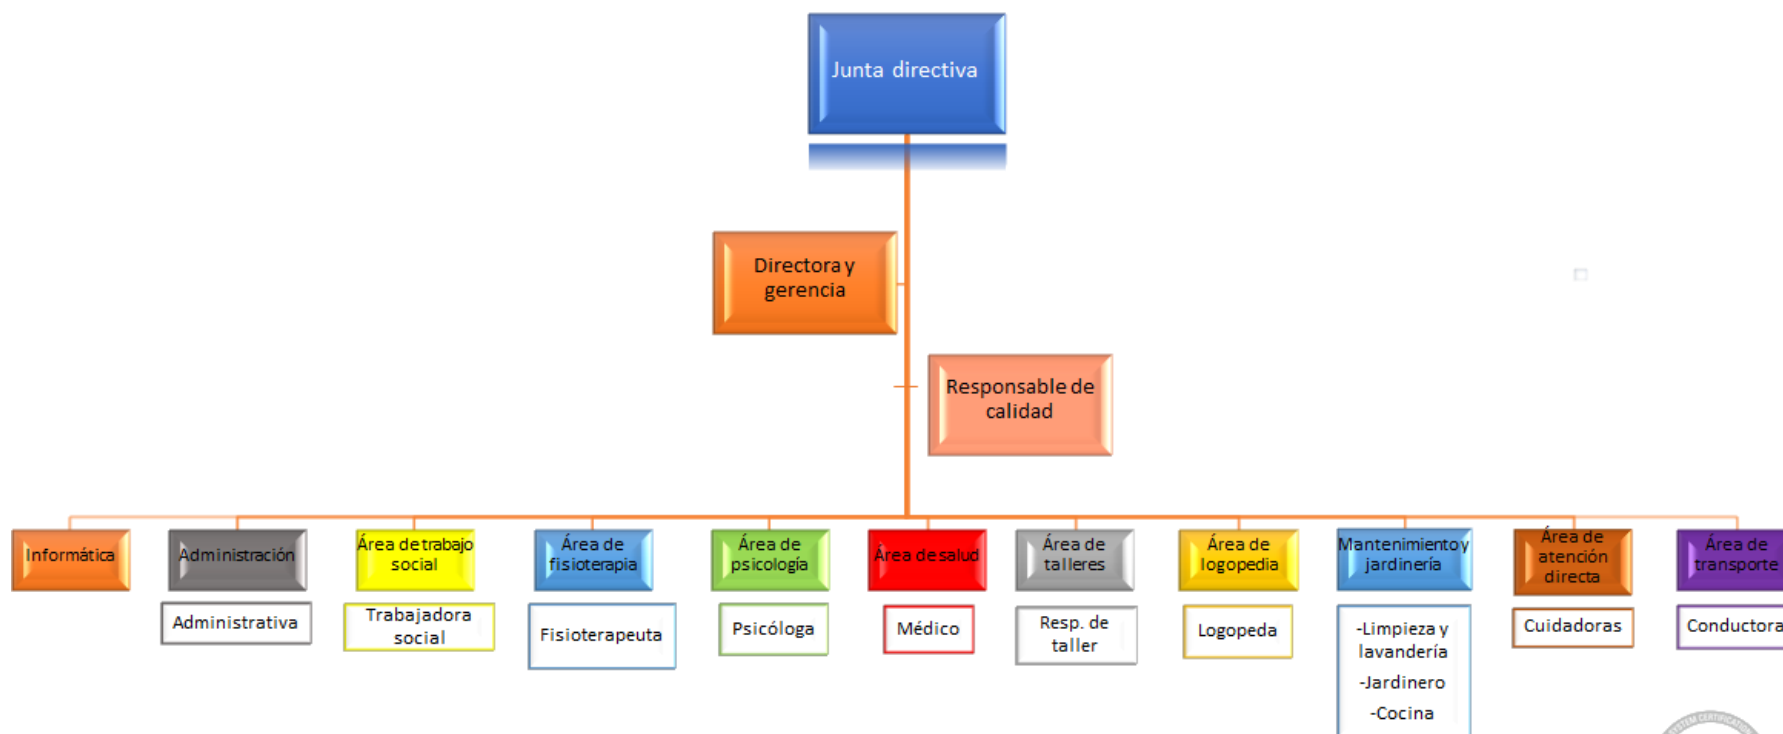 Junta directiva
Directora y
gerencia
Responsable de
calidad
Informática
Administración
Área de trabajo
social
Área de
fisioterapia
Área de
psicología
Área de salud
Área de
talleres
Área de
logopedia
Mantenimiento y
jardinería
Área de
atención
directa
Área de
transporte
Administrativa
Trabajadora
social
Fisioterapeuta
Psicóloga
Médico
Resp. de
taller
Logopeda
-Limpieza y
lavandería
-Jardinero
-Cocina
Cuidadoras
Conductora
SYSTEM CERTIFICATION